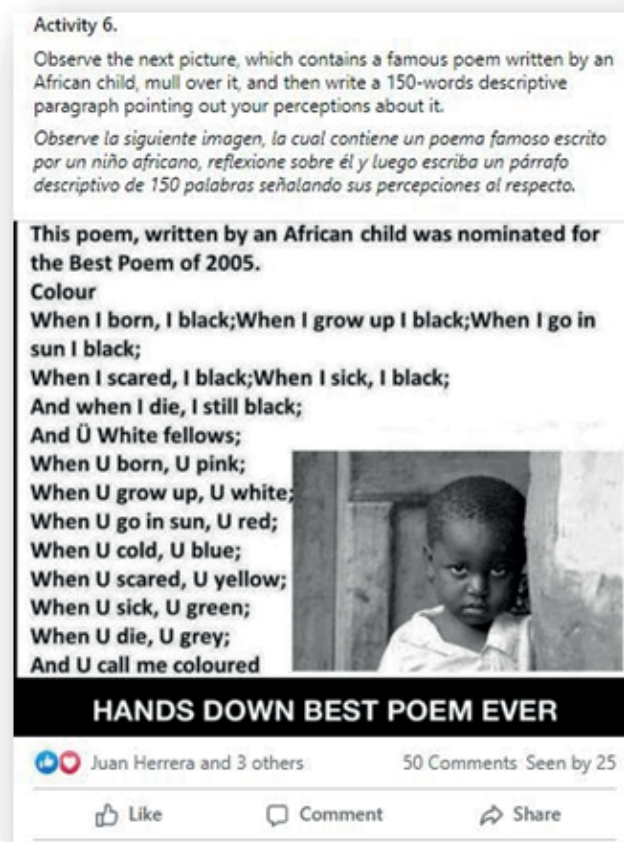 Activity 6.
Observe the next picture, which contains a famous poem written by an
African child, mull over it, and then write a 150-words descriptive
paragraph pointing out your perceptions about it.
Observe la siguiente imagen, la cual contiene un poema famoso escrito
por un niño africano, reflexione sobre él y luego escriba un párrafo
descriptivo de 150 palabras señalando sus percepciones al respecto.
This poem, written by an African child was nominated for
the Best Poem of 2005.
Colour
When I born, I black;When I grow up I black;When I go in
sun I black;
When I scared, I black;When I sick, I black;
And when I die, I still black;
And Ü White fellows;
When U born, U pink;
When U grow up, U white;
When U go in sun, U red;
When U cold, U blue;
When U scared, U yellow;
When U sick, U green;
When U die, U grey;
And U call me coloured
HANDS DOWN BEST POEM EVER
Juan Herrera and 3 others 50 Comments Seen by 25
Like Comment Share